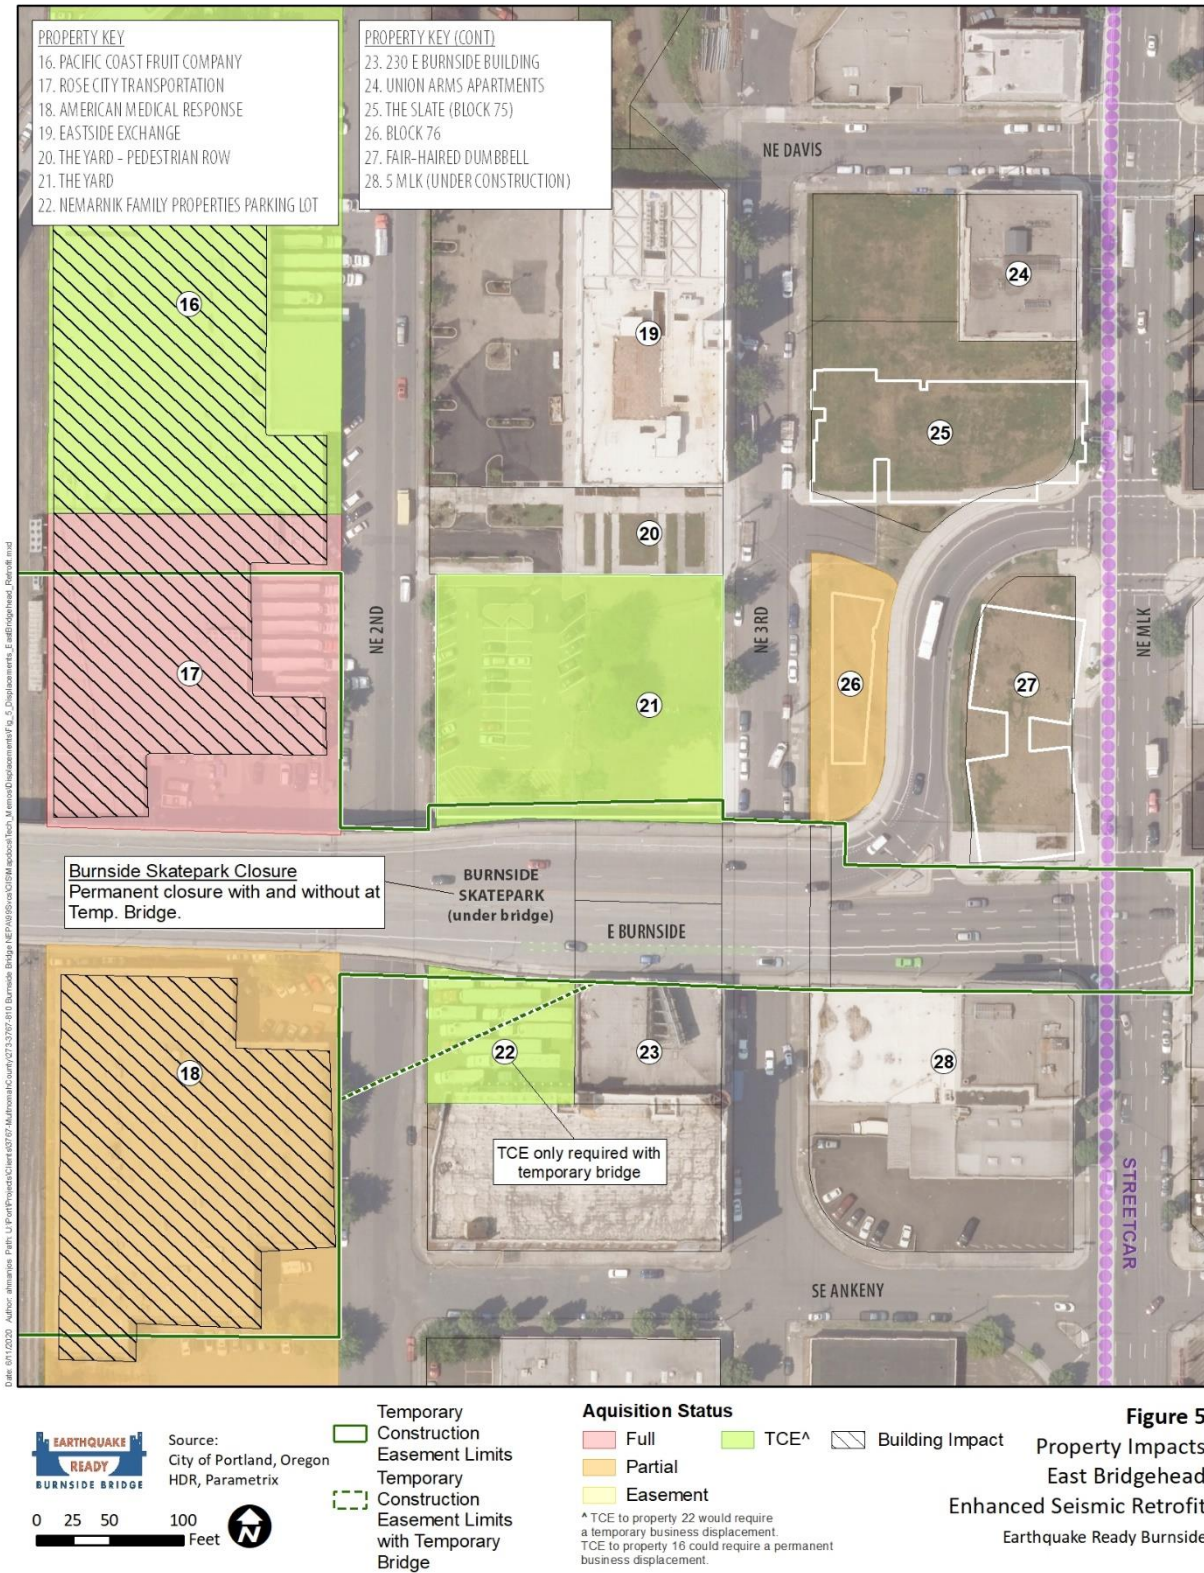 PROPERTY KEY
16. PACIFIC COAST FRUIT COMPANY
17. ROSE CITY TRANSPORTATION
18. AMERICAN MEDICAL RESPONSE
19. EASTSIDE EXCHANGE
20. THE YARD - PEDESTRIAN ROW
21. THE YARD
22. NEMARNIK FAMILY PROPERTIES PARKING LOT
PROPERTY KEY (CONT)
23. 230 E BURNSIDE BUILDING
24. UNION ARMS APARTMENTS
25. THE SLATE (BLOCK 75)
26. BLOCK 76
27. FAIR-HAIRED DUMBBELL
28. 5 MLK (UNDER CONSTRUCTION)
NE DAVIS
16
19
24
25
20
NE 2ND
NE 3RD
NE MLK
17
21
26
27
Burnside Skatepark Closure
Permanent closure with and without at
Temp. Bridge.
BURNSIDE
SKATEPARK
(under bridge)
E BURNSIDE
18
22
23
28
TCE only required with
temporary bridge
STREETCAR
SE ANKENY
EARTHQUAKE
READY
BURNSIDE BRIDGE
Source:
City of Portland, Oregon
HDR, Parametrix
0 25 50 100
Feet
N
Temporary
Construction
Easement Limits
Temporary
Construction
Easement Limits
with Temporary
Bridge
Aquisition Status
Full
TCE^
Building Impact
Partial
Easement
^ TCE to property 22 would require
a temporary business displacement.
TCE to property 16 could require a permanent
business displacement.
Figure 5
Property Impacts
East Bridgehead
Enhanced Seismic Retrofit
Earthquake Ready Burnside